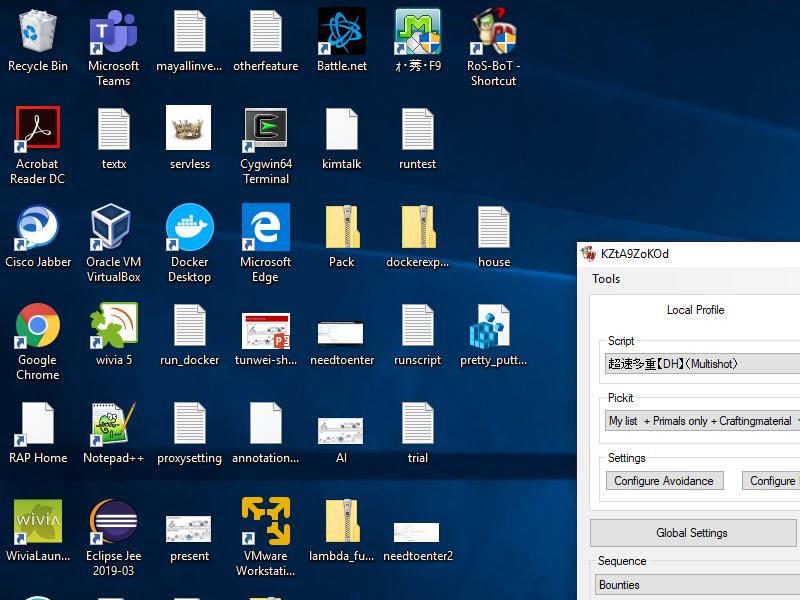 Recycle Bin
Microsoft
Teams
mayallinve...
otherfeature
Battle.net
ォ･莠･F9
RoS-BoT -
Shortcut
Acrobat
Reader DC
textx
servless
Cygwin64
Terminal
kimtalk
runtest
Cisco Jabber
Oracle VM
VirtualBox
Docker
Desktop
Microsoft
Edge
Pack
dockerexp...
house
Google
Chrome
wivia 5
run_docker
tunwei-sh...
needtoenter
runscript
pretty_putt...
RAP Home
Notepad++
proxysetting
annotation...
AI
trial
wivia
WiviaLaun...
Eclipse Jee
2019-03
present
VMware
Workstati...
lambda_fu...
needtoenter2
KZtA9ZoKOd
Tools
Local Profile
Script
超速多重【DH】(Multishot)
Pickit
My list + Primals only + Craftingmaterial
Settings
Configure Avoidance
Configure
Global Settings
Sequence
Bounties